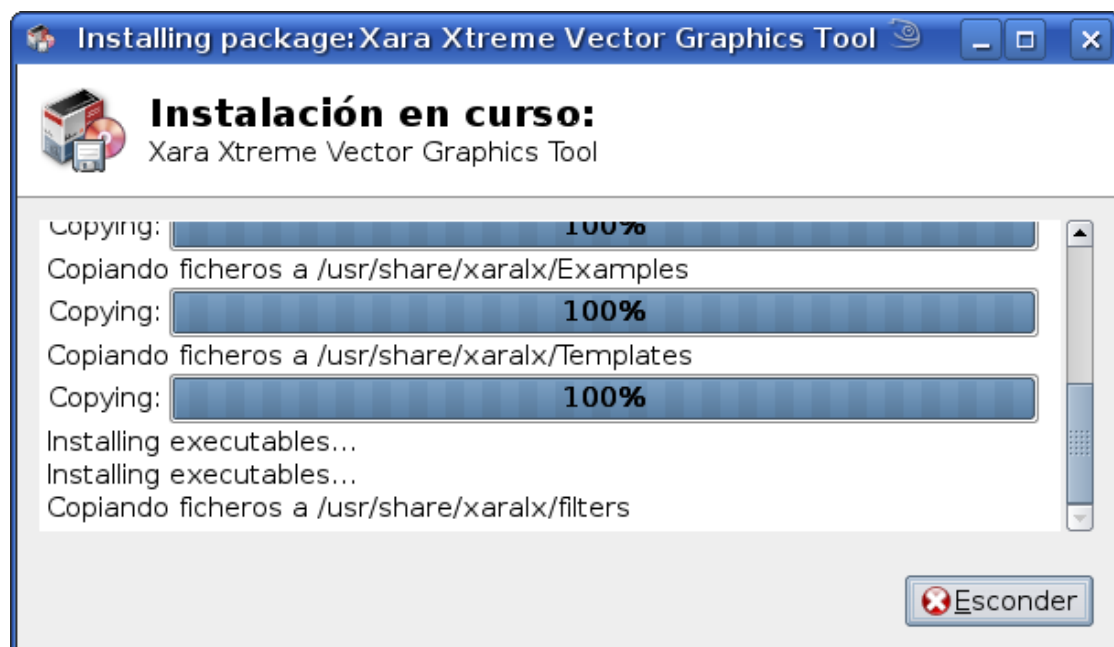 Installing package: Xara Xtreme Vector Graphics Tool
Instalación en curso:
Xara Xtreme Vector Graphics Tool
Copying: 100%
Copiando ficheros a /usr/share/xaralx/Examples
Copying: 100%
Copiando ficheros a /usr/share/xaralx/Templates
Copying: 100%
Installing executables...
Installing executables...
Copiando ficheros a /usr/share/xaralx/filters
Esconder